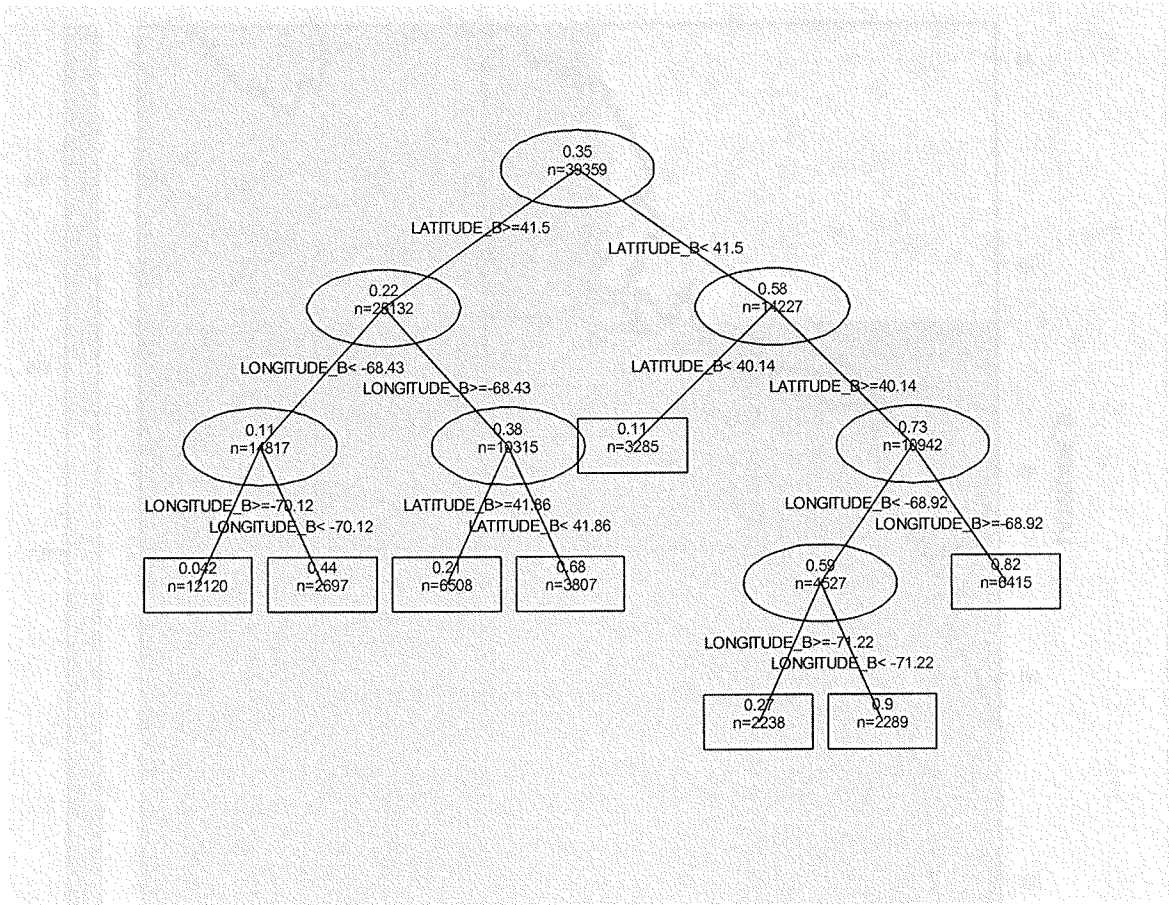 0.35
n=39359
LATITUDE_B>=41.5
LATITUDE_B< 41.5
0.22
n=25132
0.58
n=14227
LONGITUDE_B< -68.43
LONGITUDE_B>=-68.43
LATITUDE_B< 40.14
LATITUDE_B>=40.14
0.11
n=14817
0.38
n=10315
0.11
n=3285
0.73
n=10942
LONGITUDE_B>=-70.12
LONGITUDE_B< -70.12
LATITUDE_B>=41.86
LATITUDE_B< 41.86
LONGITUDE_B< -68.92
LONGITUDE_B>=-68.92
0.042
n=12120
0.44
n=2697
0.21
n=6508
0.68
n=3807
0.59
n=4527
0.82
n=6415
LONGITUDE_B>=-71.22
LONGITUDE_B< -71.22
0.27
n=2238
0.9
n=2289